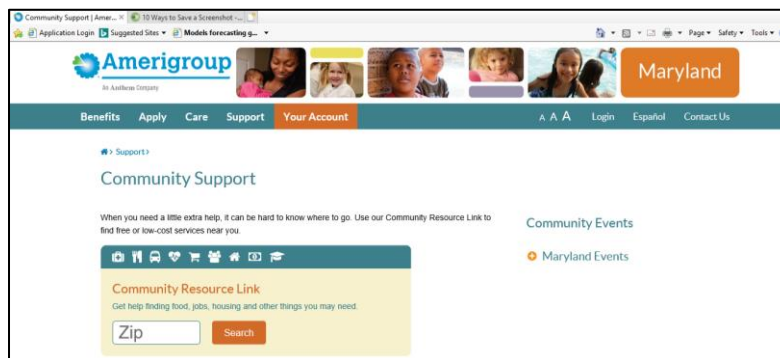 Community Support | Amer...
10 Ways to Save a Screenshot -...
Application Login
Suggested Sites
Models forecasting g...
Page
Safety
Tools
Amerigroup
An Anthem Company
Maryland
Benefits Apply Care Support Your Account
A A A Login Español Contact Us
> Support >
Community Support
When you need a little extra help, it can be hard to know where to go. Use our Community Resource Link to
find free or low-cost services near you.
Community Events
Maryland Events
Community Resource Link
Get help finding food, jobs, housing and other things you may need.
Zip
Search